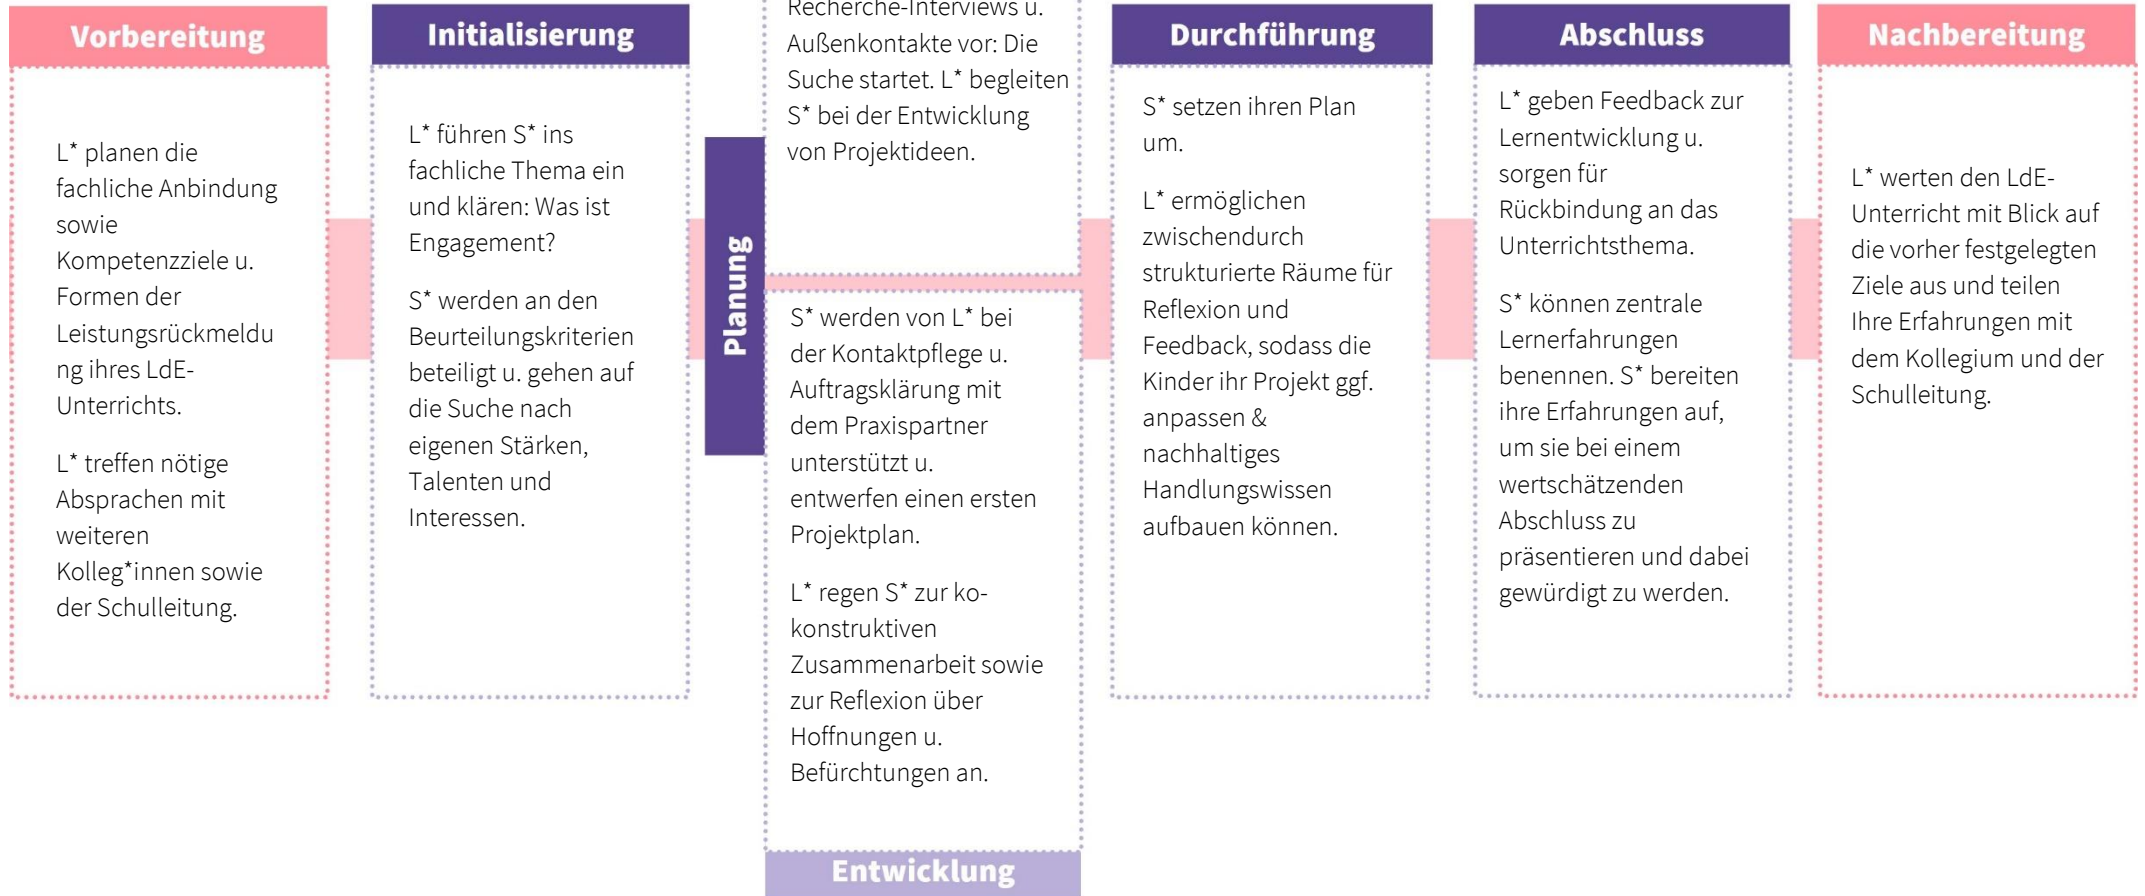 Vorbereitung
L* planen die
fachliche Anbindung
sowie
Kompetenzziele u.
Formen der
Leistungsrückmeldu
ng ihres LdE-
Unterrichts.
L* treffen nötige
Absprachen mit
weiteren
Kolleg*innen sowie
der Schulleitung.
Initialisierung
L* führen S* ins
fachliche Thema ein
und klären: Was ist
Engagement?
S* werden an den
Beurteilungskriterien
beteiligt u. gehen auf
die Suche nach
eigenen Stärken,
Talenten und
Interessen.
Planung
Recherche-Interviews u.
Außenkontakte vor: Die
Suche startet. L* begleiten
S* bei der Entwicklung
von Projektideen.
S* werden von L* bei
der Kontaktpflege u.
Auftragsklärung mit
dem Praxispartner
unterstützt u.
entwerfen einen ersten
Projektplan.
L* regen S* zur ko-
konstruktiven
Zusammenarbeit sowie
zur Reflexion über
Hoffnungen u.
Befürchtungen an.
Entwicklung
Durchführung
S* setzen ihren Plan
um.
L* ermöglichen
zwischendurch
strukturierte Räume für
Reflexion und
Feedback, sodass die
Kinder ihr Projekt ggf.
anpassen &
nachhaltiges
Handlungswissen
aufbauen können.
Abschluss
L* geben Feedback zur
Lernentwicklung u.
sorgen für
Rückbindung an das
Unterrichtsthema.
S* können zentrale
Lernerfahrungen
benennen. S* bereiten
ihre Erfahrungen auf,
um sie bei einem
wertschätzenden
Abschluss zu
präsentieren und dabei
gewürdigt zu werden.
Nachbereitung
L* werten den LdE-
Unterricht mit Blick auf
die vorher festgelegten
Ziele aus und teilen
Ihre Erfahrungen mit
dem Kollegium und der
Schulleitung.